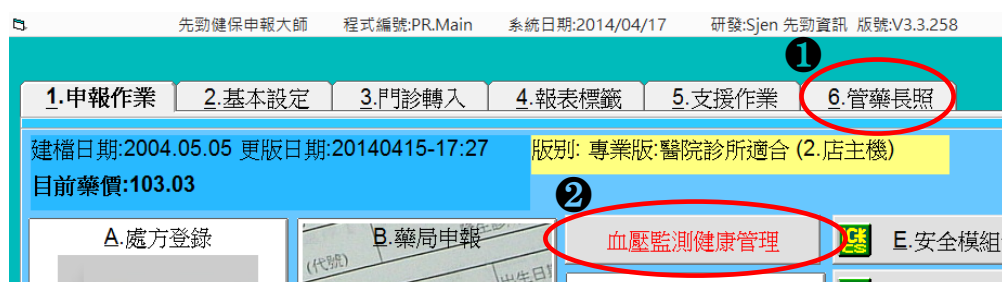 先勁健保申報大師 程式編號:PR.Main 系統日期:2014/04/17 研發:Sjen 先勁資訊 版號:V3.3.258
1
1.申報作業 2.基本設定 3.門診轉入 4.報表標籤 5.支援作業 6.管藥長照
建檔日期:2004.05.05 更版日期:20140415-17:27 版別: 專業版:醫院診所適合 (2.店主機)
目前藥價:103.03
2
A.處方登錄 B.藥局申報 血壓監測健康管理 E.安全模組
(代號)